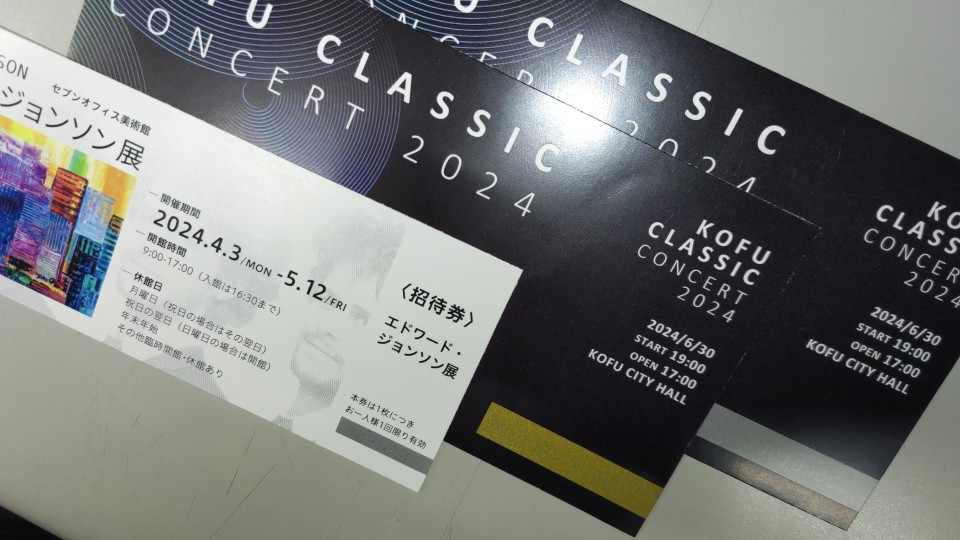 SON
セブンオフィス美術館
ジョンソン展
開催期間
2024.4.3/MON -5.12/FRI
開館時間
9:00-17:00（入館は16:30まで）
休館日
月曜日（祝日の場合はその翌日）
祝日の翌日（日曜日の場合は開館）
年末年始
その他臨時開館・休館あり
〈招待券〉
エドワード・
ジョンソン展
本券は1枚につき
お一人様1回限り有効
FU CLASSIC
CONCERT 2024
KOFU
CLASSIC
CONCERT
2024
2024/6/30
START 19:00
OPEN 17:00
KOFU CITY HALL
U CLASSIC
NCER 2024
KO
CLASS
CONCER
202
2024/6/30
START 19:00
OPEN 17:00
KOFU CITY HALL